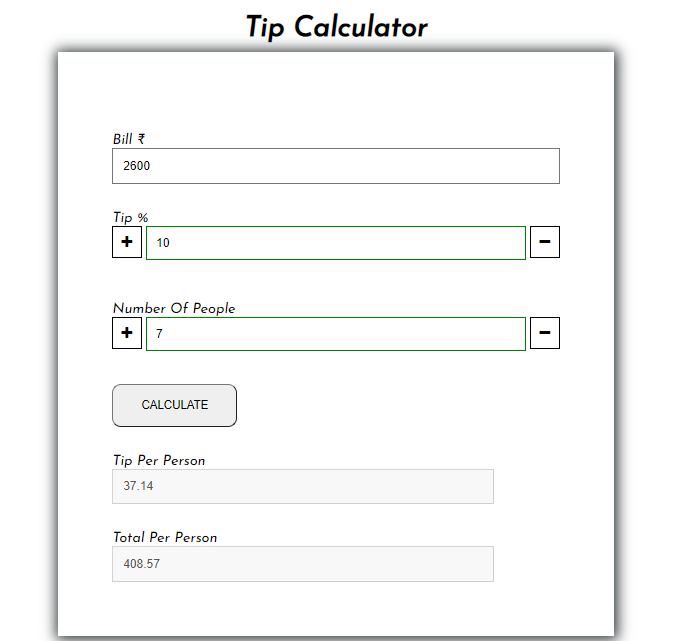 Tip Calculator
Bill ₹
2600
Tip %
+ 10 −
Number Of People
+ 7 −
CALCULATE
Tip Per Person
37.14
Total Per Person
408.57